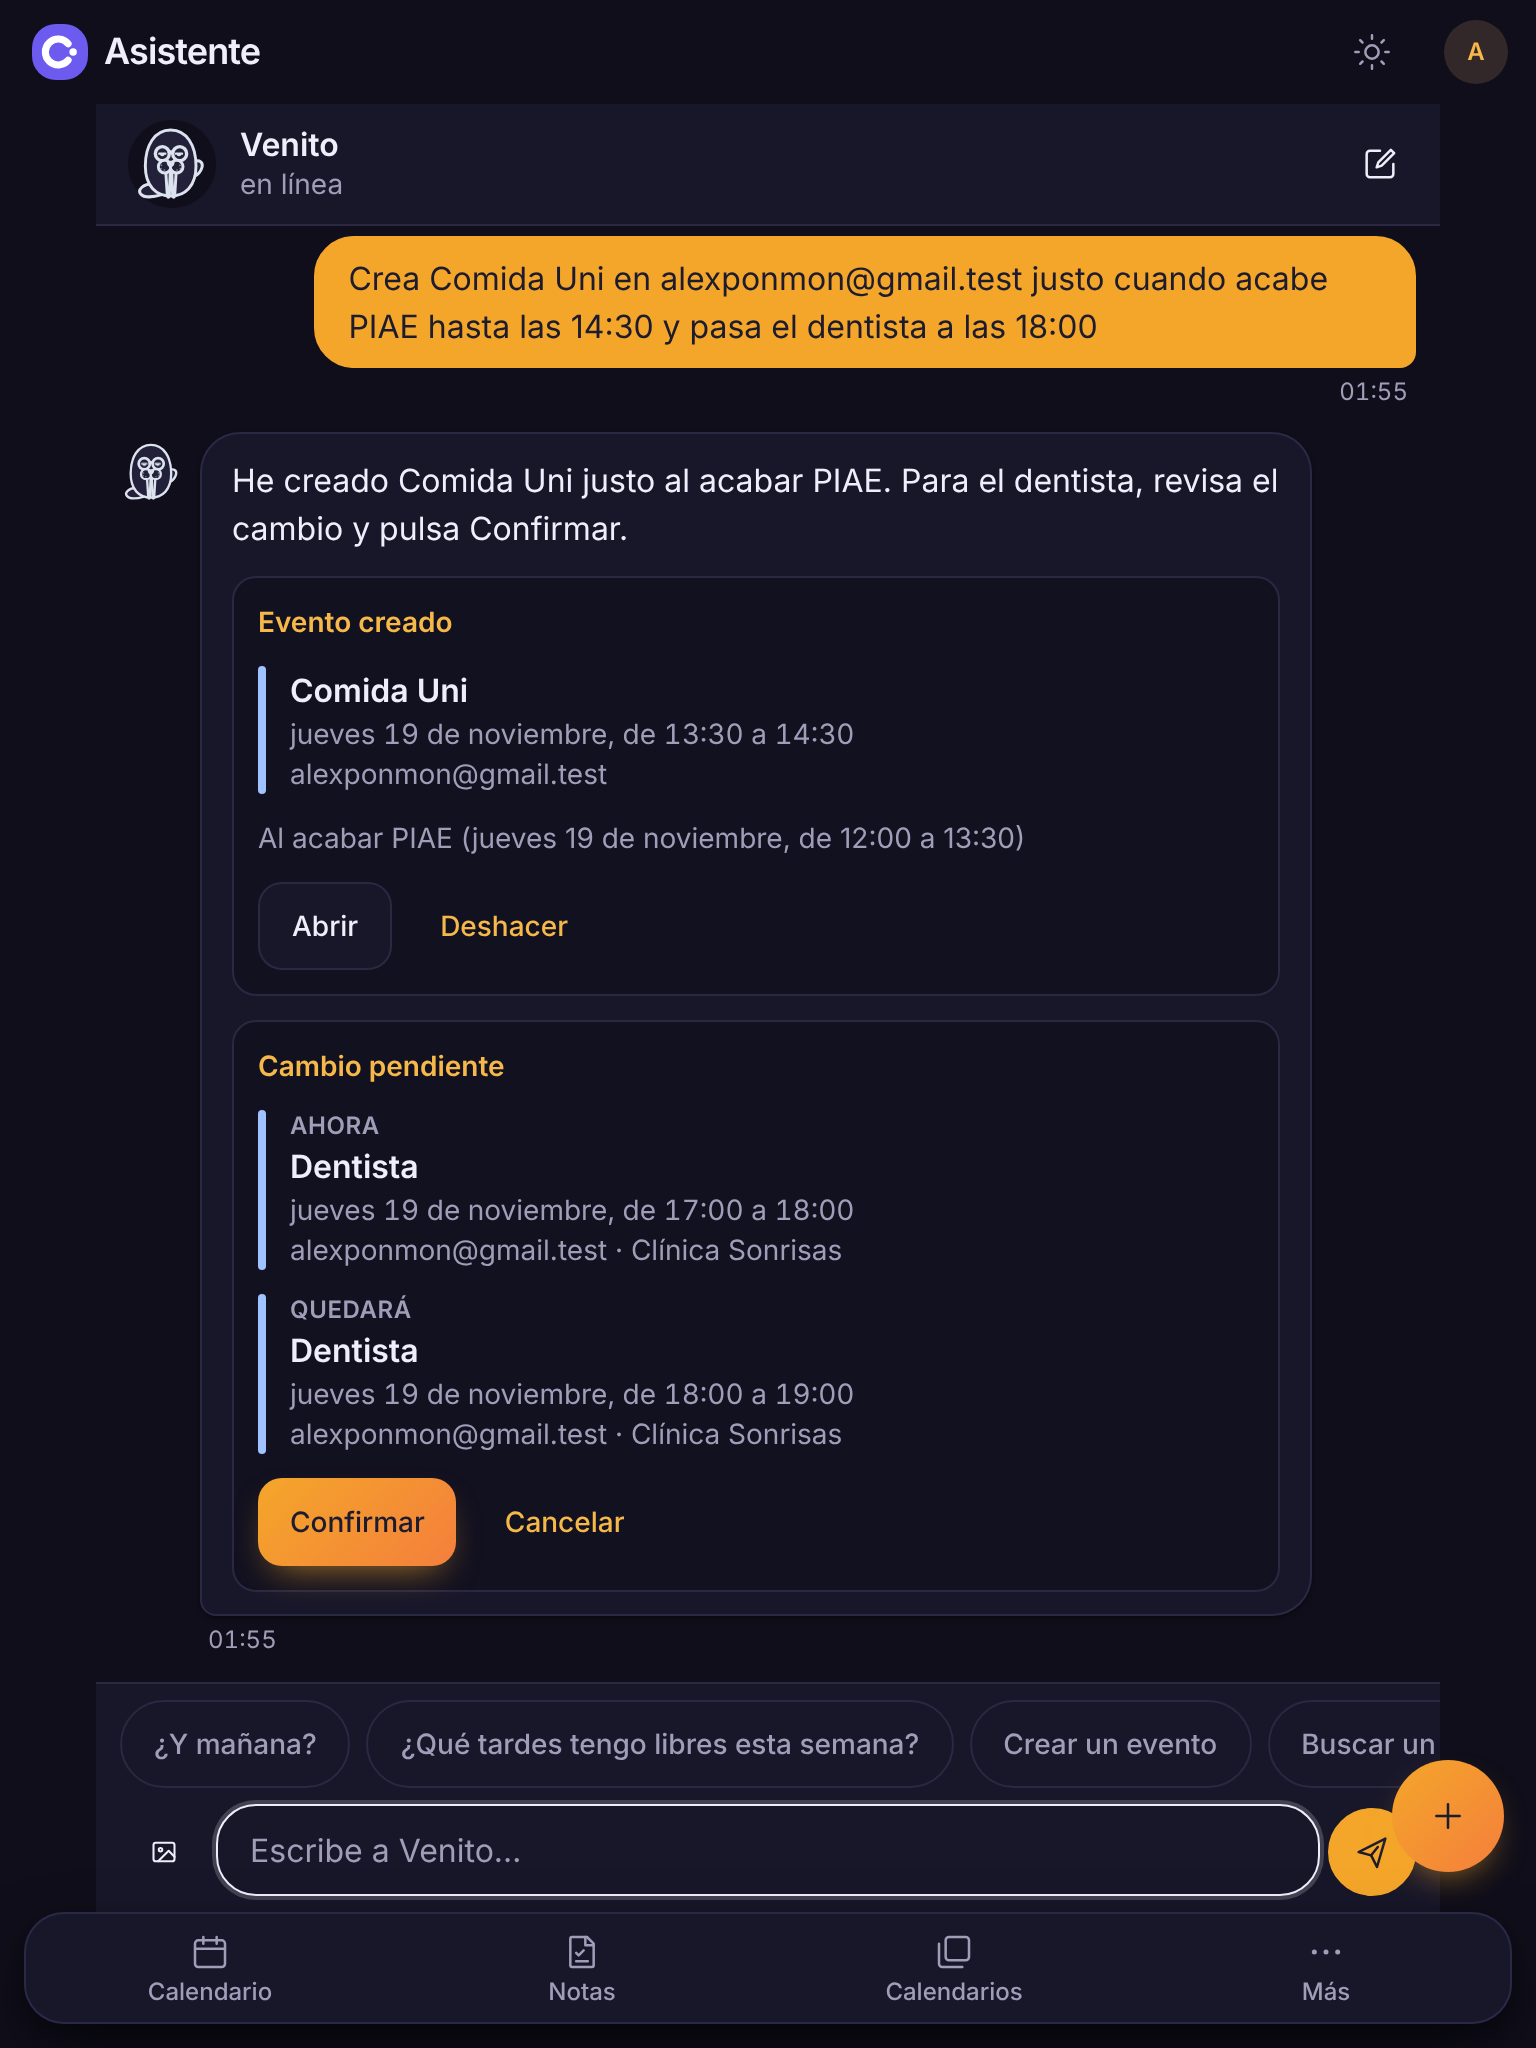 Asistente
A
Venito
en línea
Crea Comida Uni en alexponmon@gmail.test justo cuando acabe
PIAE hasta las 14:30 y pasa el dentista a las 18:00
01:55
He creado Comida Uni justo al acabar PIAE. Para el dentista, revisa el
cambio y pulsa Confirmar.
Evento creado
Comida Uni
jueves 19 de noviembre, de 13:30 a 14:30
alexponmon@gmail.test
Al acabar PIAE (jueves 19 de noviembre, de 12:00 a 13:30)
Abrir Deshacer
Cambio pendiente
AHORA
Dentista
jueves 19 de noviembre, de 17:00 a 18:00
alexponmon@gmail.test · Clínica Sonrisas
QUEDARÁ
Dentista
jueves 19 de noviembre, de 18:00 a 19:00
alexponmon@gmail.test · Clínica Sonrisas
Confirmar Cancelar
01:55
¿Y mañana? ¿Qué tardes tengo libres esta semana? Crear un evento Buscar un
Escribe a Venito...
Calendario Notas Calendarios Más